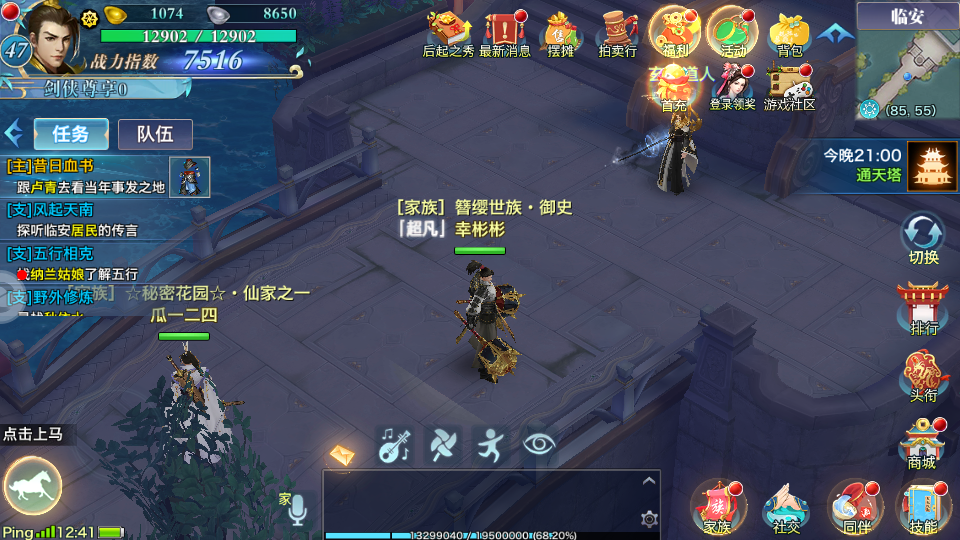 1074
8650
12902 / 12902
47
战力指数 7516
剑侠尊享0
任务
队伍
[主]昔日血书
跟卢青去看当年事发之地
[支]风起天南
探听临安居民的传言
[支]五行相克
找纳兰姑娘了解五行
[支]野外修炼
后起之秀
最新消息
摆摊
售
拍卖行
福利
活动
背包
首充
登录领奖
游戏社区
临安
(85, 55)
今晚21:00
通天塔
切换
排行
头衔
商城
[家族] 簪缨世族·御史
「超凡」 幸彬彬
[家族] ☆秘密花园☆·仙家之一
瓜一二四
点击上马
家
Ping
12:41
13299040 / 19500000 (68.20%)
族
家族
社交
同伴
技能